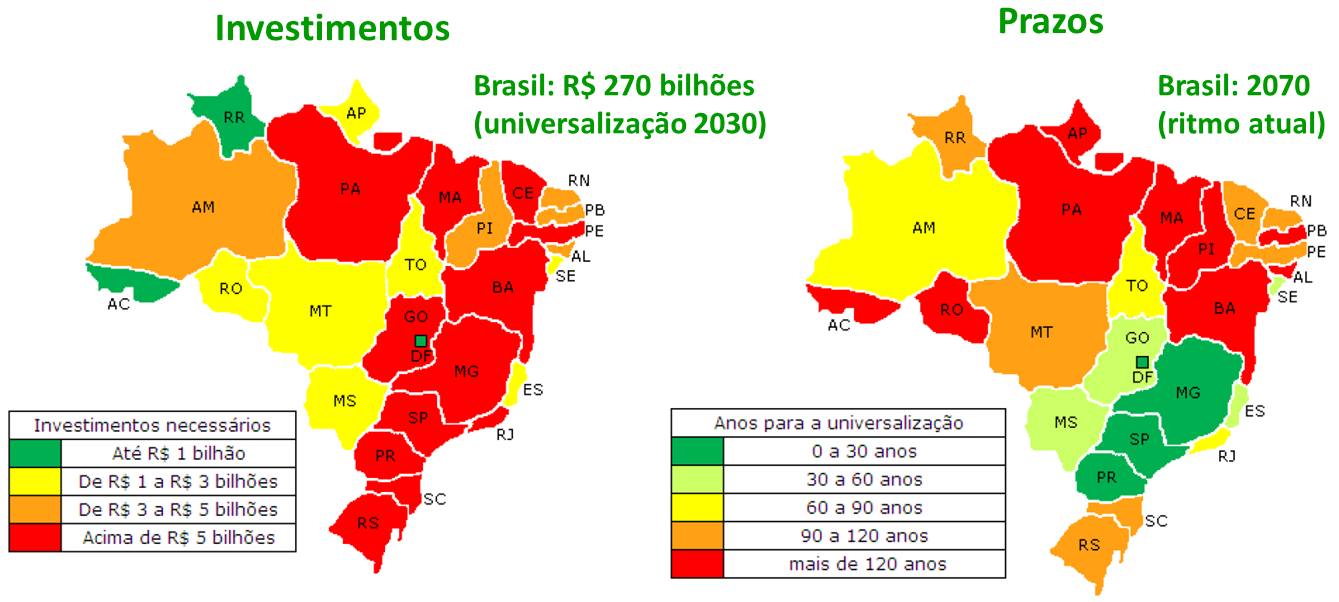 Investimentos
Brasil: R$ 270 bilhões
(universalização 2030)
RR
AP
AM
PA
MA
CE
RN
PB
PE
AL
SE
PI
TO
BA
AC
RO
MT
GO
DF
MG
ES
MS
SP
RJ
PR
SC
RS
Investimentos necessários
Até R$ 1 bilhão
De R$ 1 a R$ 3 bilhões
De R$ 3 a R$ 5 bilhões
Acima de R$ 5 bilhões
Prazos
Brasil: 2070
(ritmo atual)
RR
AP
AM
PA
MA
CE
RN
PB
PE
AL
SE
PI
TO
BA
AC
RO
MT
GO
DF
MG
ES
MS
SP
RJ
PR
SC
RS
Anos para a universalização
0 a 30 anos
30 a 60 anos
60 a 90 anos
90 a 120 anos
mais de 120 anos